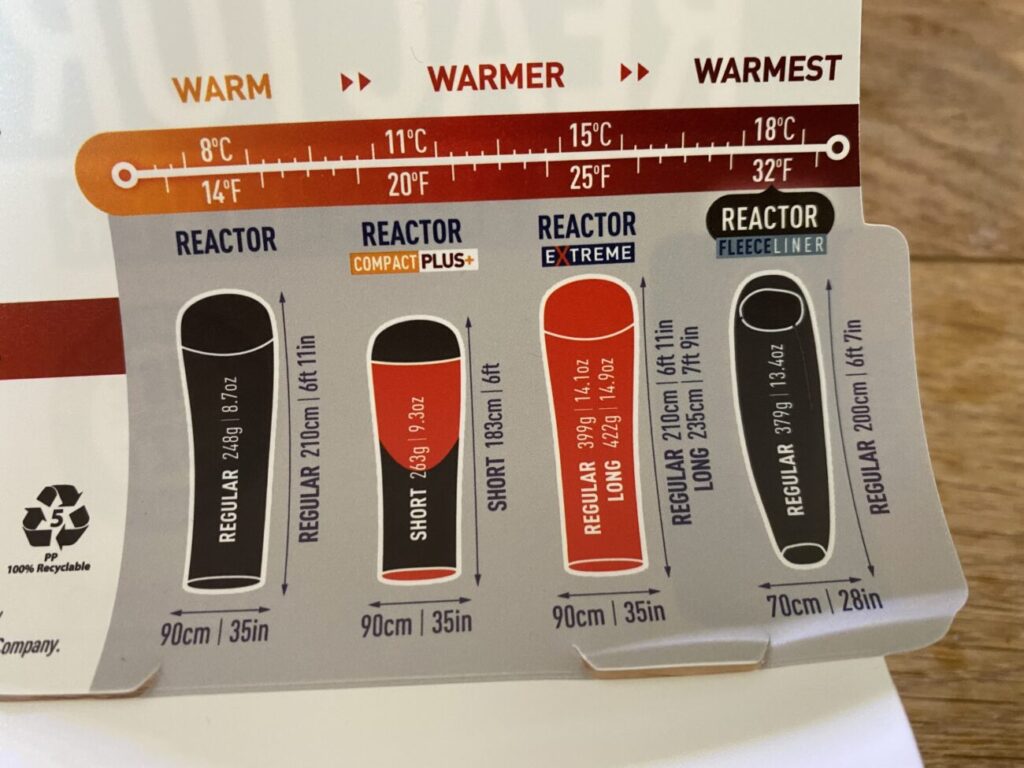 WARM WARMER WARMEST
8°C 11°C 15°C 18°C
14°F 20°F 25°F 32°F
REACTOR
REACTOR
COMPACT PLUS+
REACTOR
EXTREME
REACTOR
FLEECELINER
REGULAR 248g | 8.7oz
REGULAR 210cm | 6ft 11in
90cm | 35in
SHORT 263g | 9.3oz
SHORT 183cm | 6ft
90cm | 35in
REGULAR 399g | 14.1oz
LONG 422g | 14.9oz
REGULAR 210cm | 6ft 11in
LONG 235cm | 7ft 9in
90cm | 35in
REGULAR 379g | 13.4oz
REGULAR 200cm | 6ft 7in
70cm | 28in
5
PP
100% Recyclable
Company.